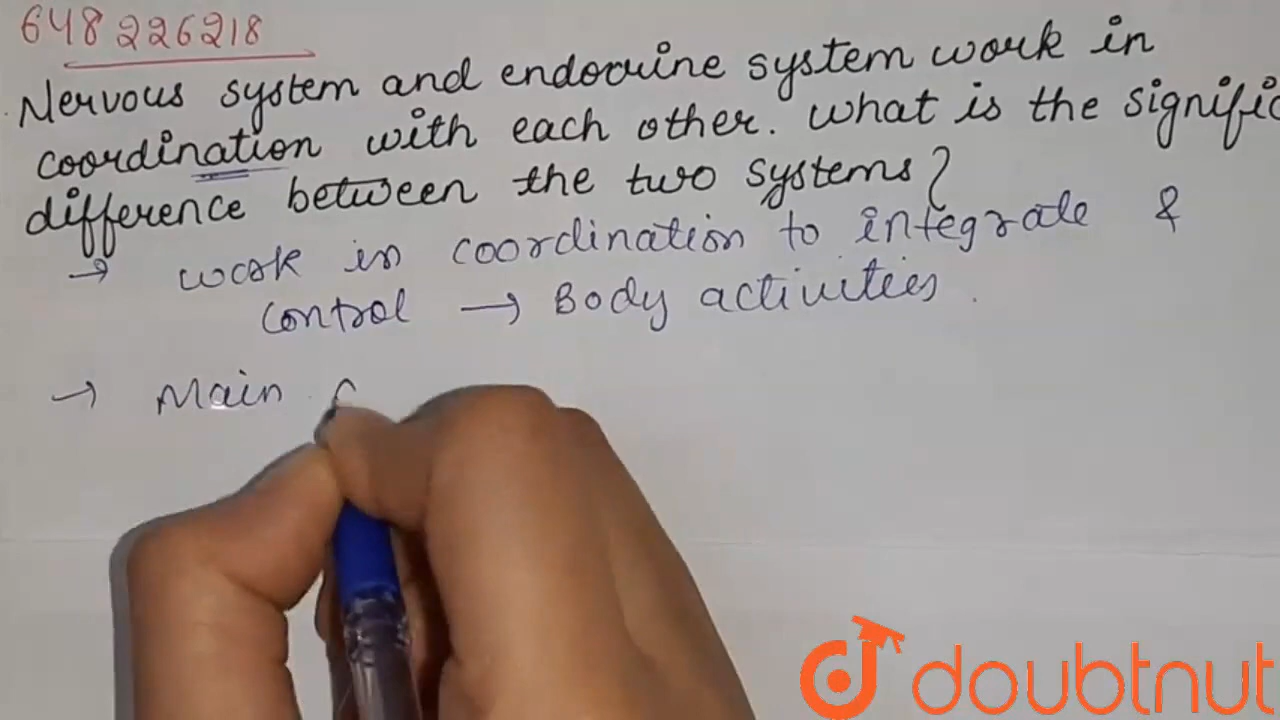 648226218
Nervous system and endocrine system work in
coordination with each other. What is the
difference between the two systems?
→ work in coordination to integrate &
control → Body activities.
→ Main
doubtnut